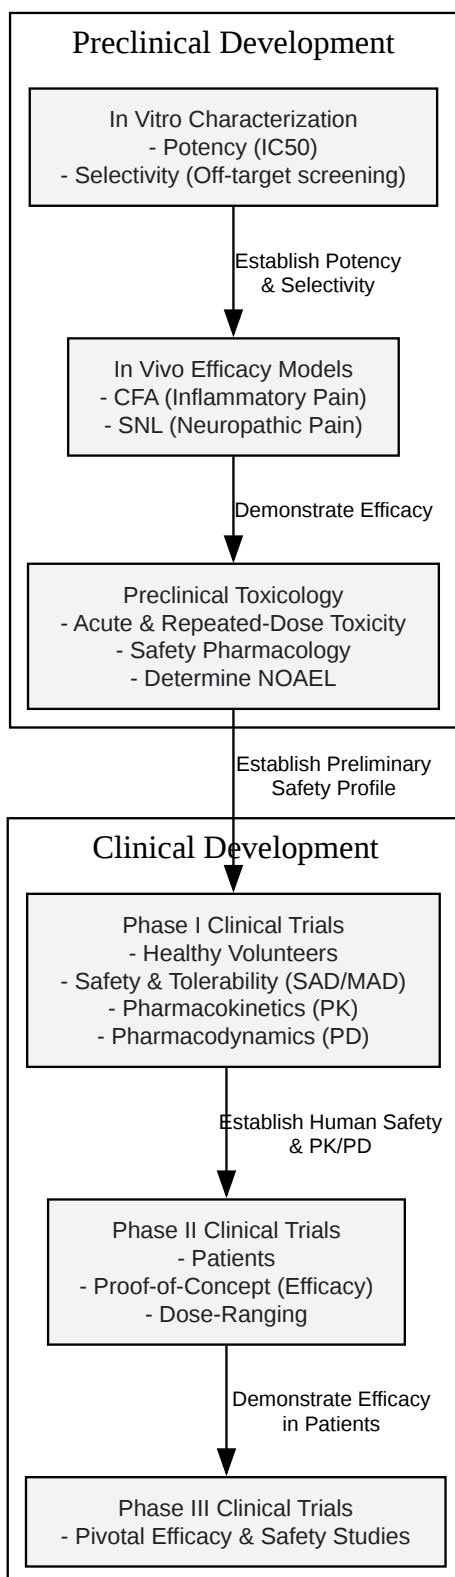 Preclinical Development
In Vitro Characterization
- Potency (IC50)
- Selectivity (Off-target screening)
Establish Potency
& Selectivity
In Vivo Efficacy Models
- CFA (Inflammatory Pain)
- SNL (Neuropathic Pain)
Demonstrate Efficacy
Preclinical Toxicology
- Acute & Repeated-Dose Toxicity
- Safety Pharmacology
- Determine NOAEL
Establish Preliminary
Safety Profile
Clinical Development
Phase I Clinical Trials
- Healthy Volunteers
- Safety & Tolerability (SAD/MAD)
- Pharmacokinetics (PK)
- Pharmacodynamics (PD)
Establish Human Safety
& PK/PD
Phase II Clinical Trials
- Patients
- Proof-of-Concept (Efficacy)
- Dose-Ranging
Demonstrate Efficacy
in Patients
Phase III Clinical Trials
- Pivotal Efficacy & Safety Studies